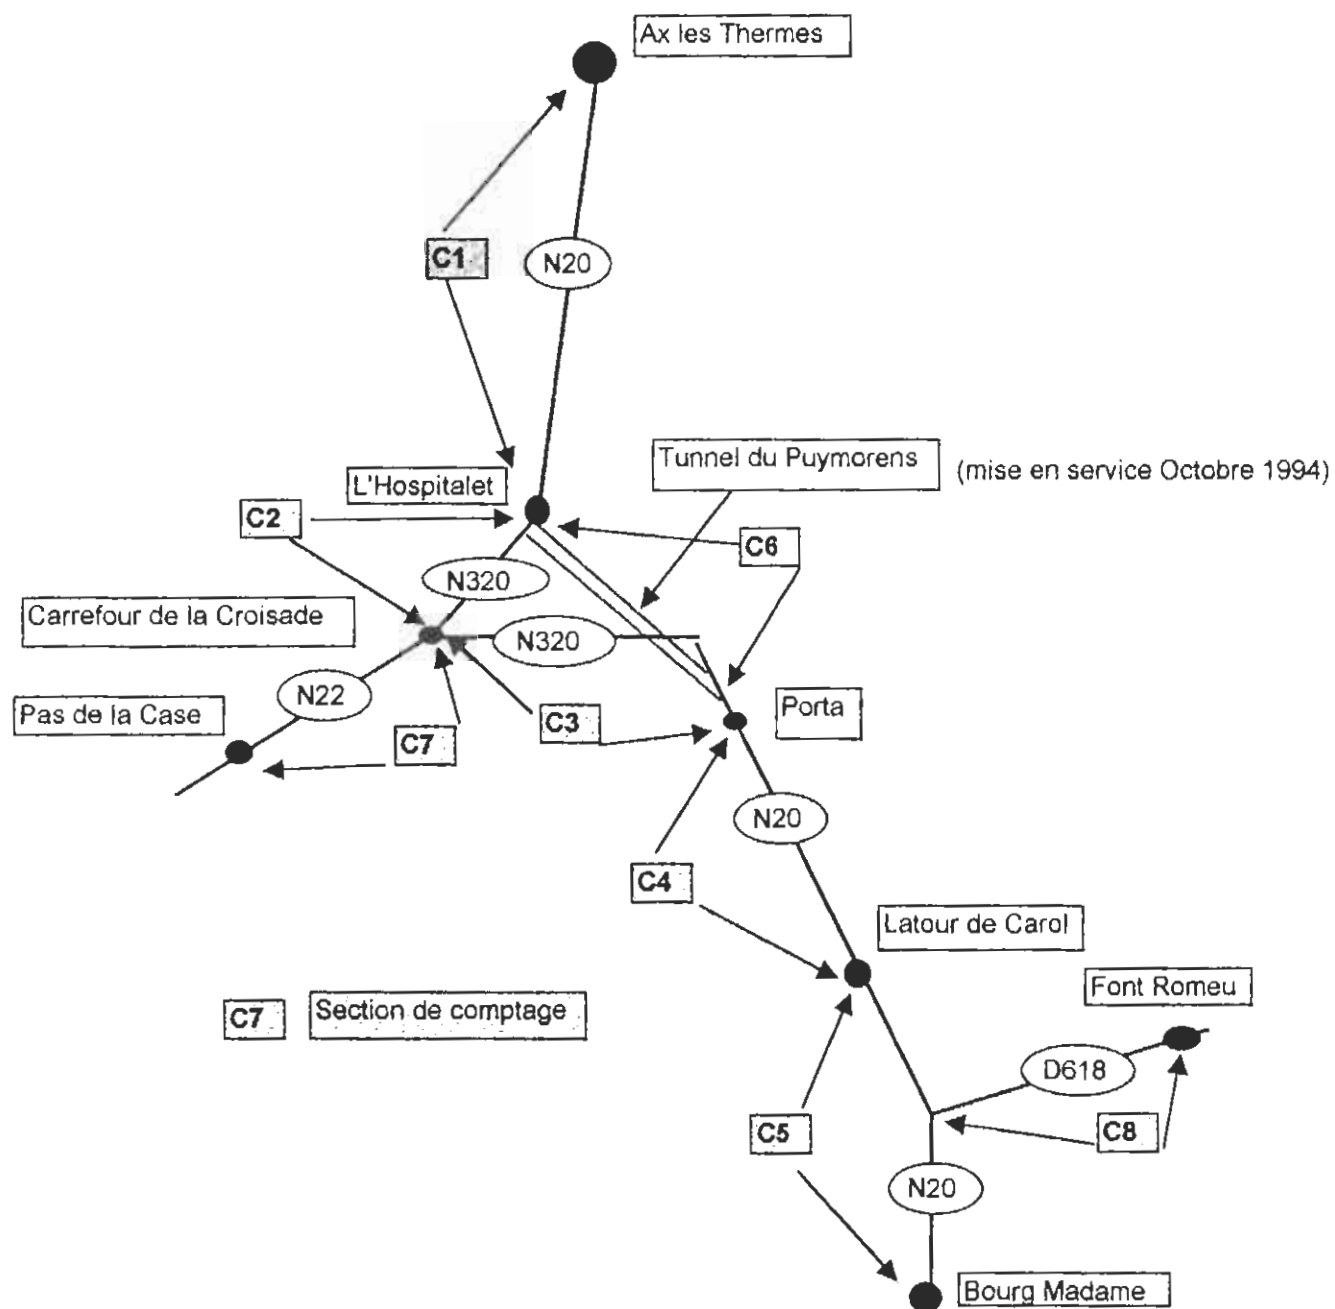 Ax les Thermes
C1
N20
Tunnel du Puymorens
(mise en service Octobre 1994)
L'Hospitalet
C2
C6
N320
Carrefour de la Croisade
N320
N22
Pas de la Case
C7
C3
Porta
N20
C4
Latour de Carol
Font Romeu
C7
Section de comptage
D618
C5
C8
N20
Bourg Madame